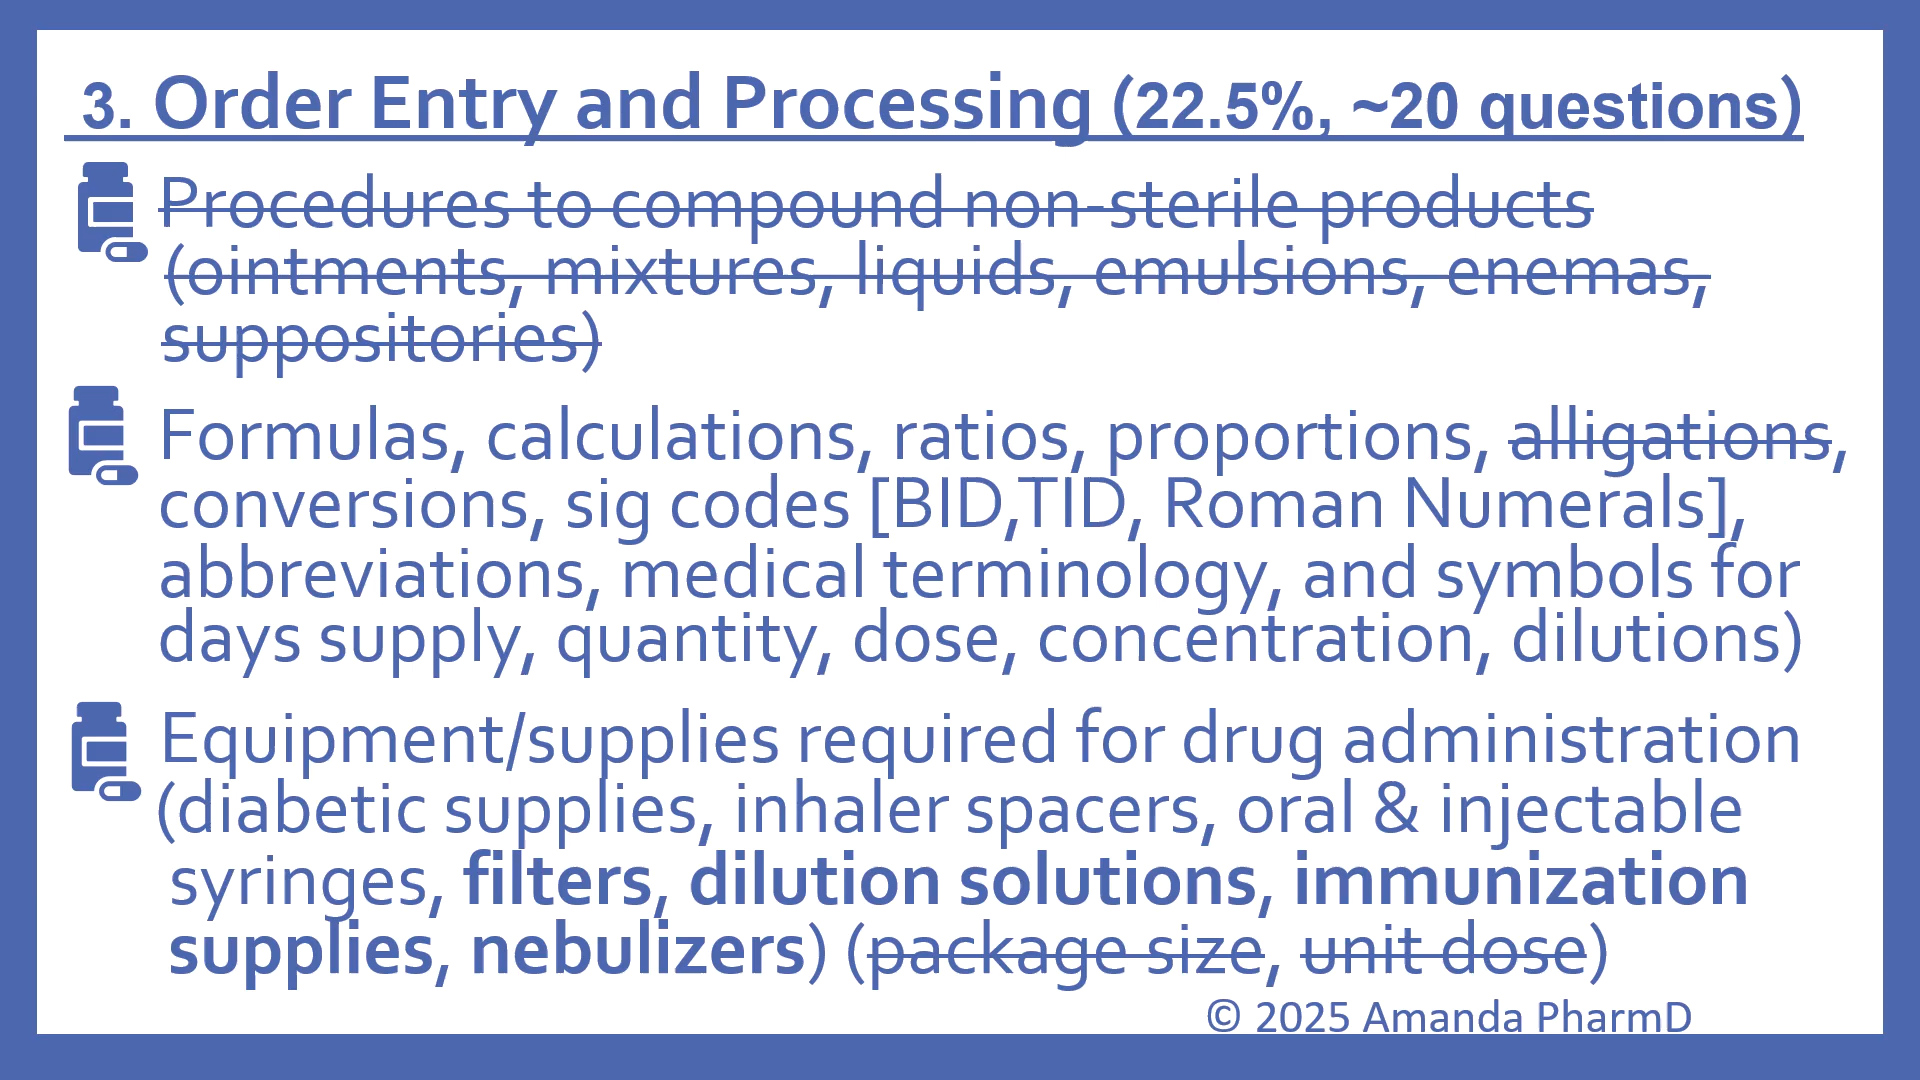 3. Order Entry and Processing (22.5%, ~20 questions)
Procedures to compound non-sterile products
(ointments, mixtures, liquids, emulsions, enemas,
suppositories)
Formulas, calculations, ratios, proportions, alligations,
conversions, sig codes [BID,TID, Roman Numerals],
abbreviations, medical terminology, and symbols for
days supply, quantity, dose, concentration, dilutions)
Equipment/supplies required for drug administration
(diabetic supplies, inhaler spacers, oral & injectable
syringes, filters, dilution solutions, immunization
supplies, nebulizers) (package size, unit dose)
© 2025 Amanda PharmD